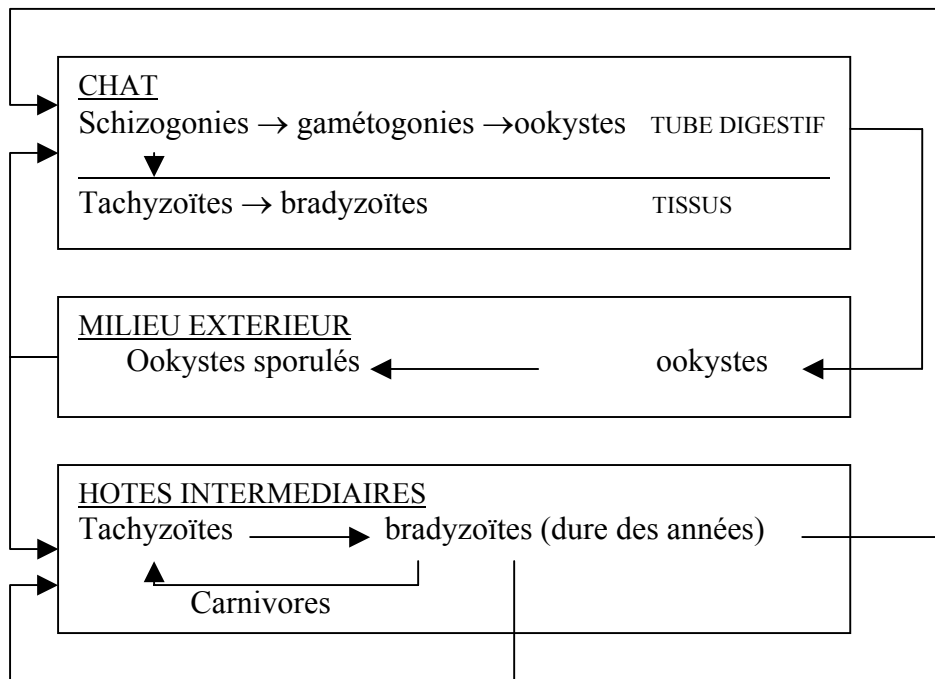 CHAT
Schizogonies → gamétogonies →ookystes TUBE DIGESTIF
Tachyzoïtes → bradyzoïtes TISSUS
MILIEU EXTERIEUR
Ookystes sporulés ookystes
HOTES INTERMEDIAIRES
Tachyzoïtes bradyzoïtes (dure des années)
Carnivores